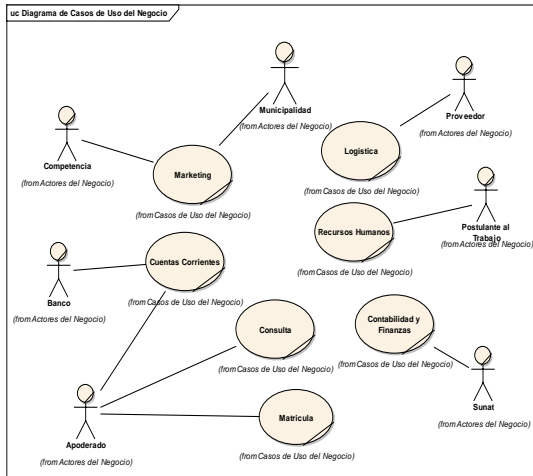 uc Diagrama de Casos de Uso del Negocio
Municipalidad
(from Actores del Negocio)
Proveedor
(from Actores del Negocio)
Competencia
(from Actores del Negocio)
Marketing
(from Casos de Uso del Negocio)
Logistica
(from Casos de Uso del Negocio)
Recursos Humanos
(from Casos de Uso del Negocio)
Postulante al
Trabajo
(from Actores del Negocio)
Banco
(from Actores del Negocio)
Cuentas Corrientes
(from Casos de Uso del Negocio)
Consulta
(from Casos de Uso del Negocio)
Contabilidad y
Finanzas
(from Casos de Uso del Negocio)
Sunat
(from Actores del Negocio)
Apoderado
(from Actores del Negocio)
Matricula
(from Casos de Uso del Negocio)